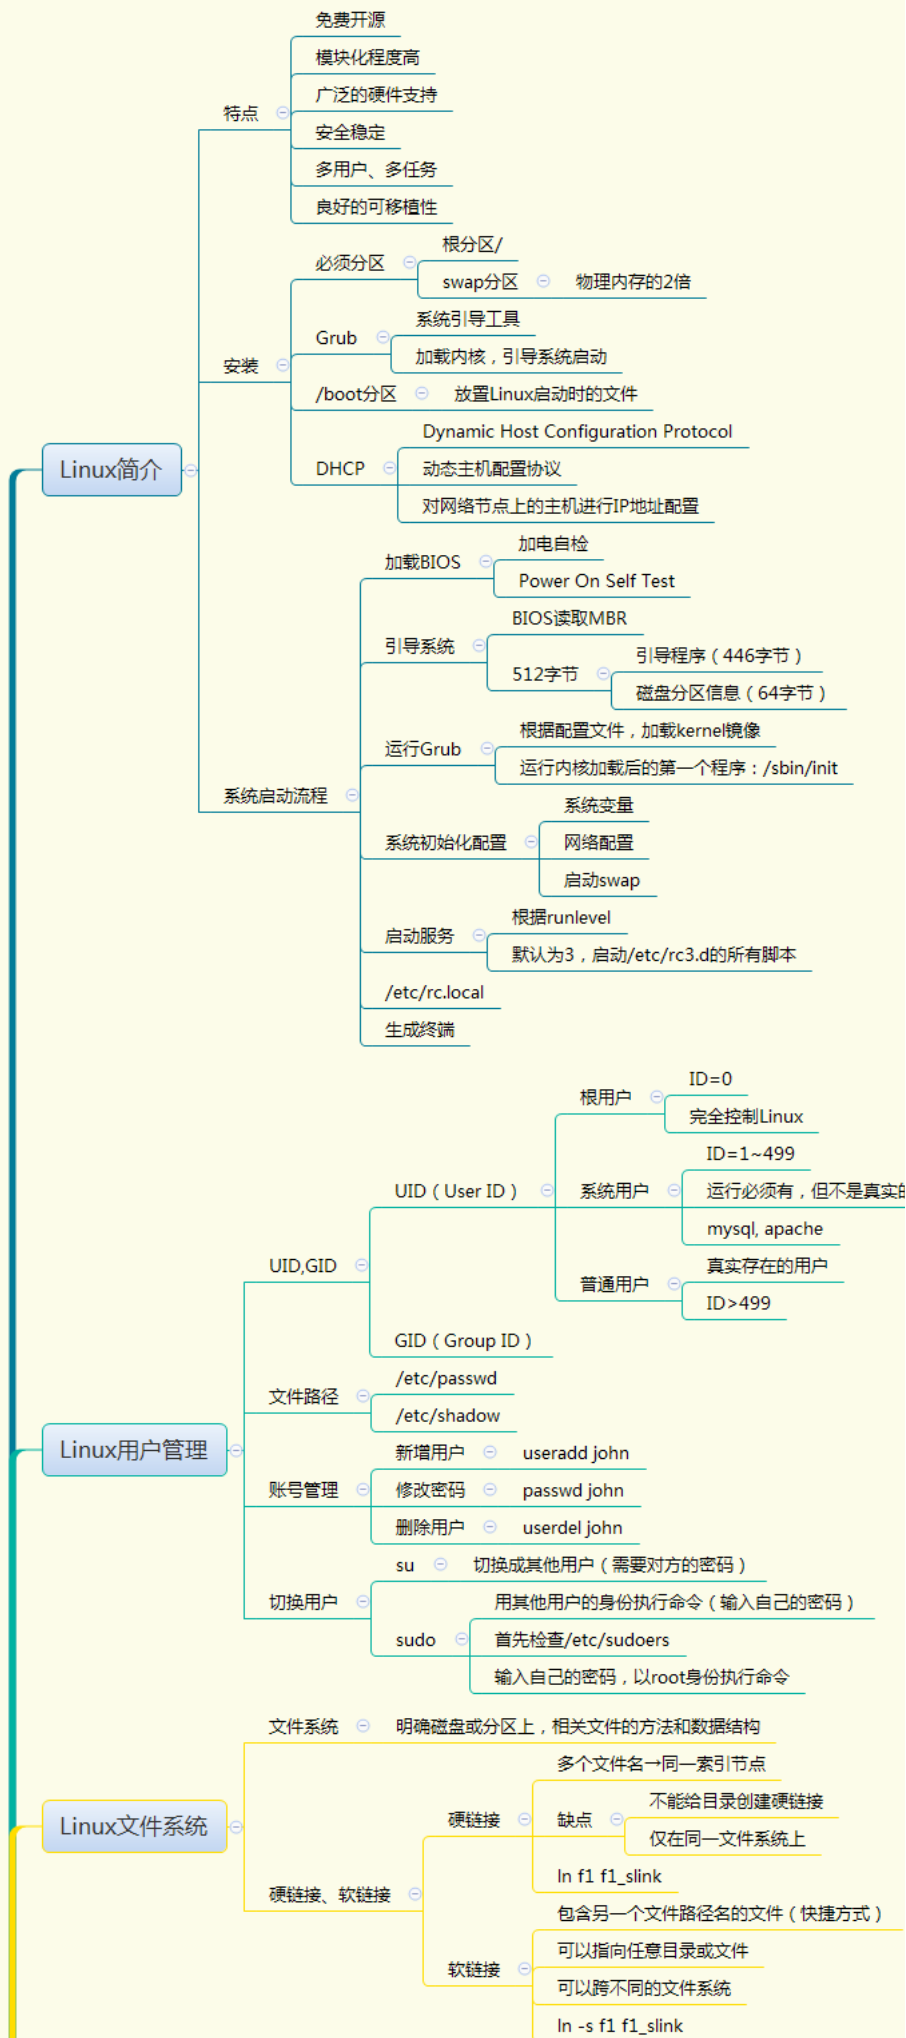 免费开源
模块化程度高
广泛的硬件支持
特点
安全稳定
多用户、多任务
良好的可移植性
根分区/
必须分区
swap分区
物理内存的2倍
系统引导工具
Grub
加载内核，引导系统启动
安装
/boot分区
放置Linux启动时的文件
Dynamic Host Configuration Protocol
Linux简介
DHCP
动态主机配置协议
对网络节点上的主机进行IP地址配置
加电自检
加载BIOS
Power On Self Test
BIOS读取MBR
引导系统
引导程序（446字节）
512字节
磁盘分区信息（64字节）
根据配置文件，加载kernel镜像
运行Grub
运行内核加载后的第一个程序：/sbin/init
系统启动流程
系统变量
系统初始化配置
网络配置
启动swap
根据runlevel
启动服务
默认为3，启动/etc/rc3.d的所有脚本
/etc/rc.local
生成终端
ID=0
根用户
完全控制Linux
ID=1~499
UID（User ID）
系统用户
运行必须有，但不是真实的
mysql, apache
UID,GID
真实存在的用户
普通用户
ID>499
GID（Group ID）
/etc/passwd
文件路径
/etc/shadow
Linux用户管理
新增用户
useradd john
账号管理
修改密码
passwd john
删除用户
userdel john
su
切换成其他用户（需要对方的密码）
切换用户
用其他用户的身份执行命令（输入自己的密码）
sudo
首先检查/etc/sudoers
输入自己的密码，以root身份执行命令
文件系统
明确磁盘或分区上，相关文件的方法和数据结构
多个文件名→同一索引节点
Linux文件系统
硬链接
缺点
不能给目录创建硬链接
仅在同一文件系统上
ln f1 f1_slink
硬链接、软链接
包含另一个文件路径名的文件（快捷方式）
可以指向任意目录或文件
软链接
可以跨不同的文件系统
ln -s f1 f1_slink